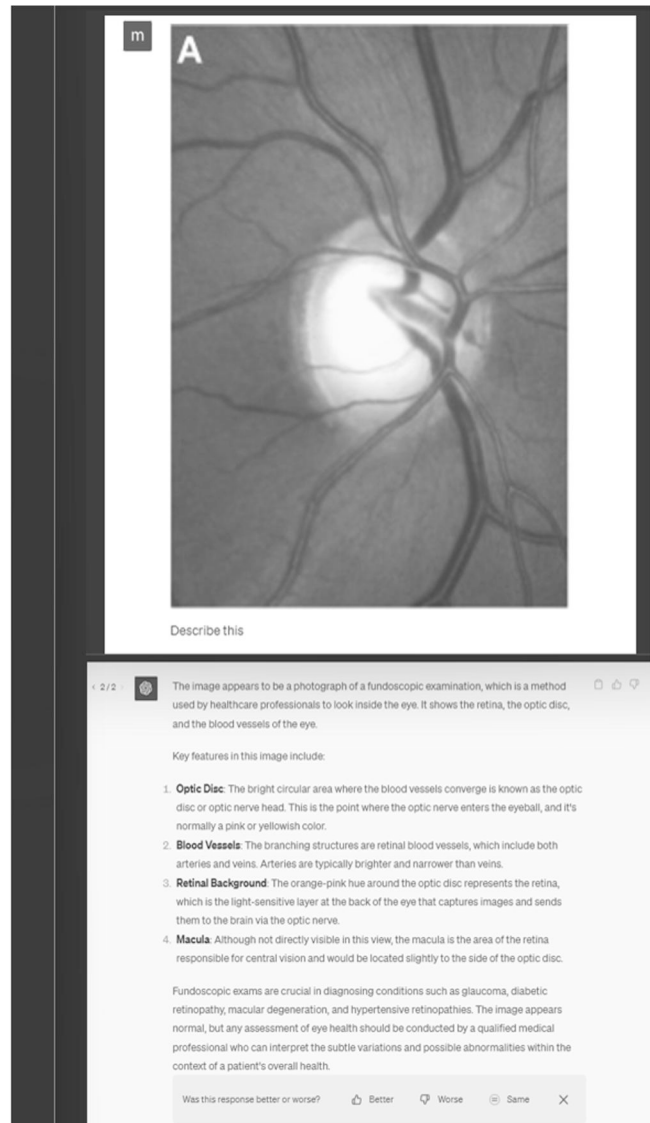 m
A
Describe this
2/2
The image appears to be a photograph of a fundoscopic examination, which is a method
used by healthcare professionals to look inside the eye. It shows the retina, the optic disc,
and the blood vessels of the eye.
Key features in this image include:
1. Optic Disc: The bright circular area where the blood vessels converge is known as the optic
disc or optic nerve head. This is the point where the optic nerve enters the eyeball, and it's
normally a pink or yellowish color.
2. Blood Vessels: The branching structures are retinal blood vessels, which include both
arteries and veins. Arteries are typically brighter and narrower than veins.
3. Retinal Background: The orange-pink hue around the optic disc represents the retina,
which is the light-sensitive layer at the back of the eye that captures images and sends
them to the brain via the optic nerve.
4. Macula: Although not directly visible in this view, the macula is the area of the retina
responsible for central vision and would be located slightly to the side of the optic disc.
Fundoscopic exams are crucial in diagnosing conditions such as glaucoma, diabetic
retinopathy, macular degeneration, and hypertensive retinopathies. The image appears
normal, but any assessment of eye health should be conducted by a qualified medical
professional who can interpret the subtle variations and possible abnormalities within the
context of a patient's overall health.
Was this response better or worse? Better Worse Same